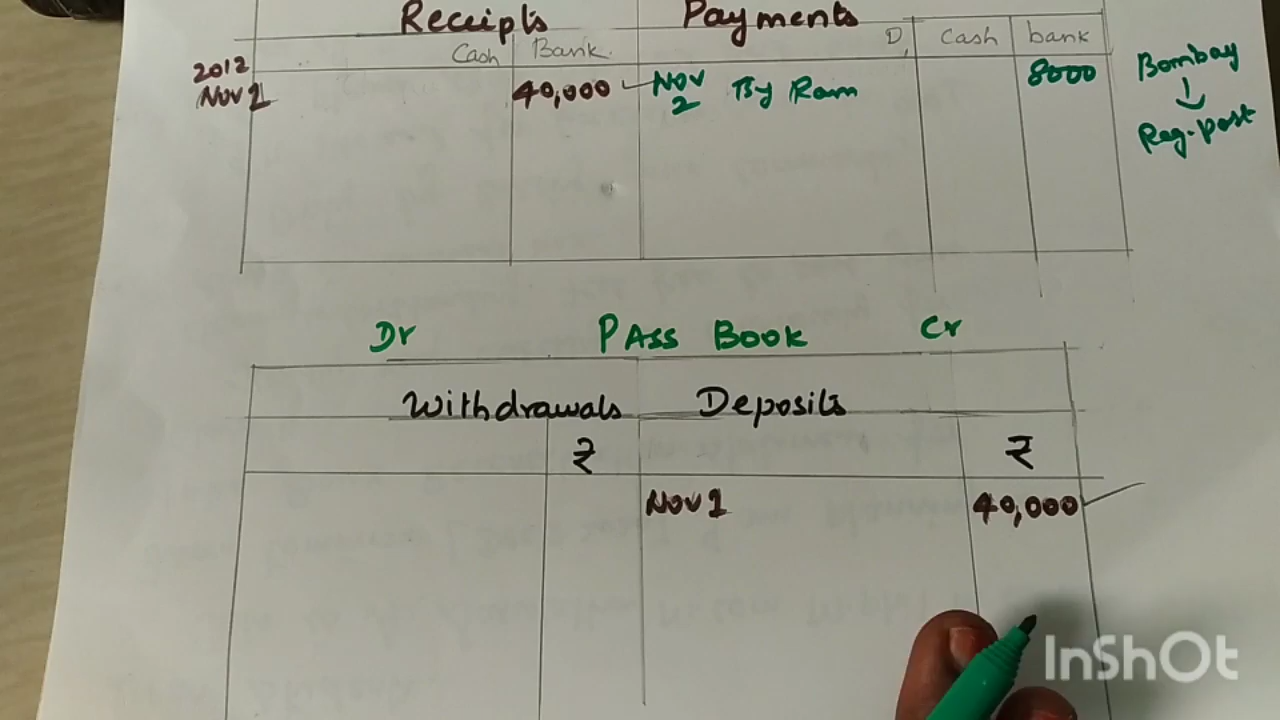 Receipts Payments
Cash Bank D, Cash bank
2012
Nov 1 40,000 Nov 2 By Ram 8000
Bombay
↓
Reg. post
Dr PASS BOOK Cr
Withdrawals Deposits
₹ ₹
Nov 1 40,000
InShOt